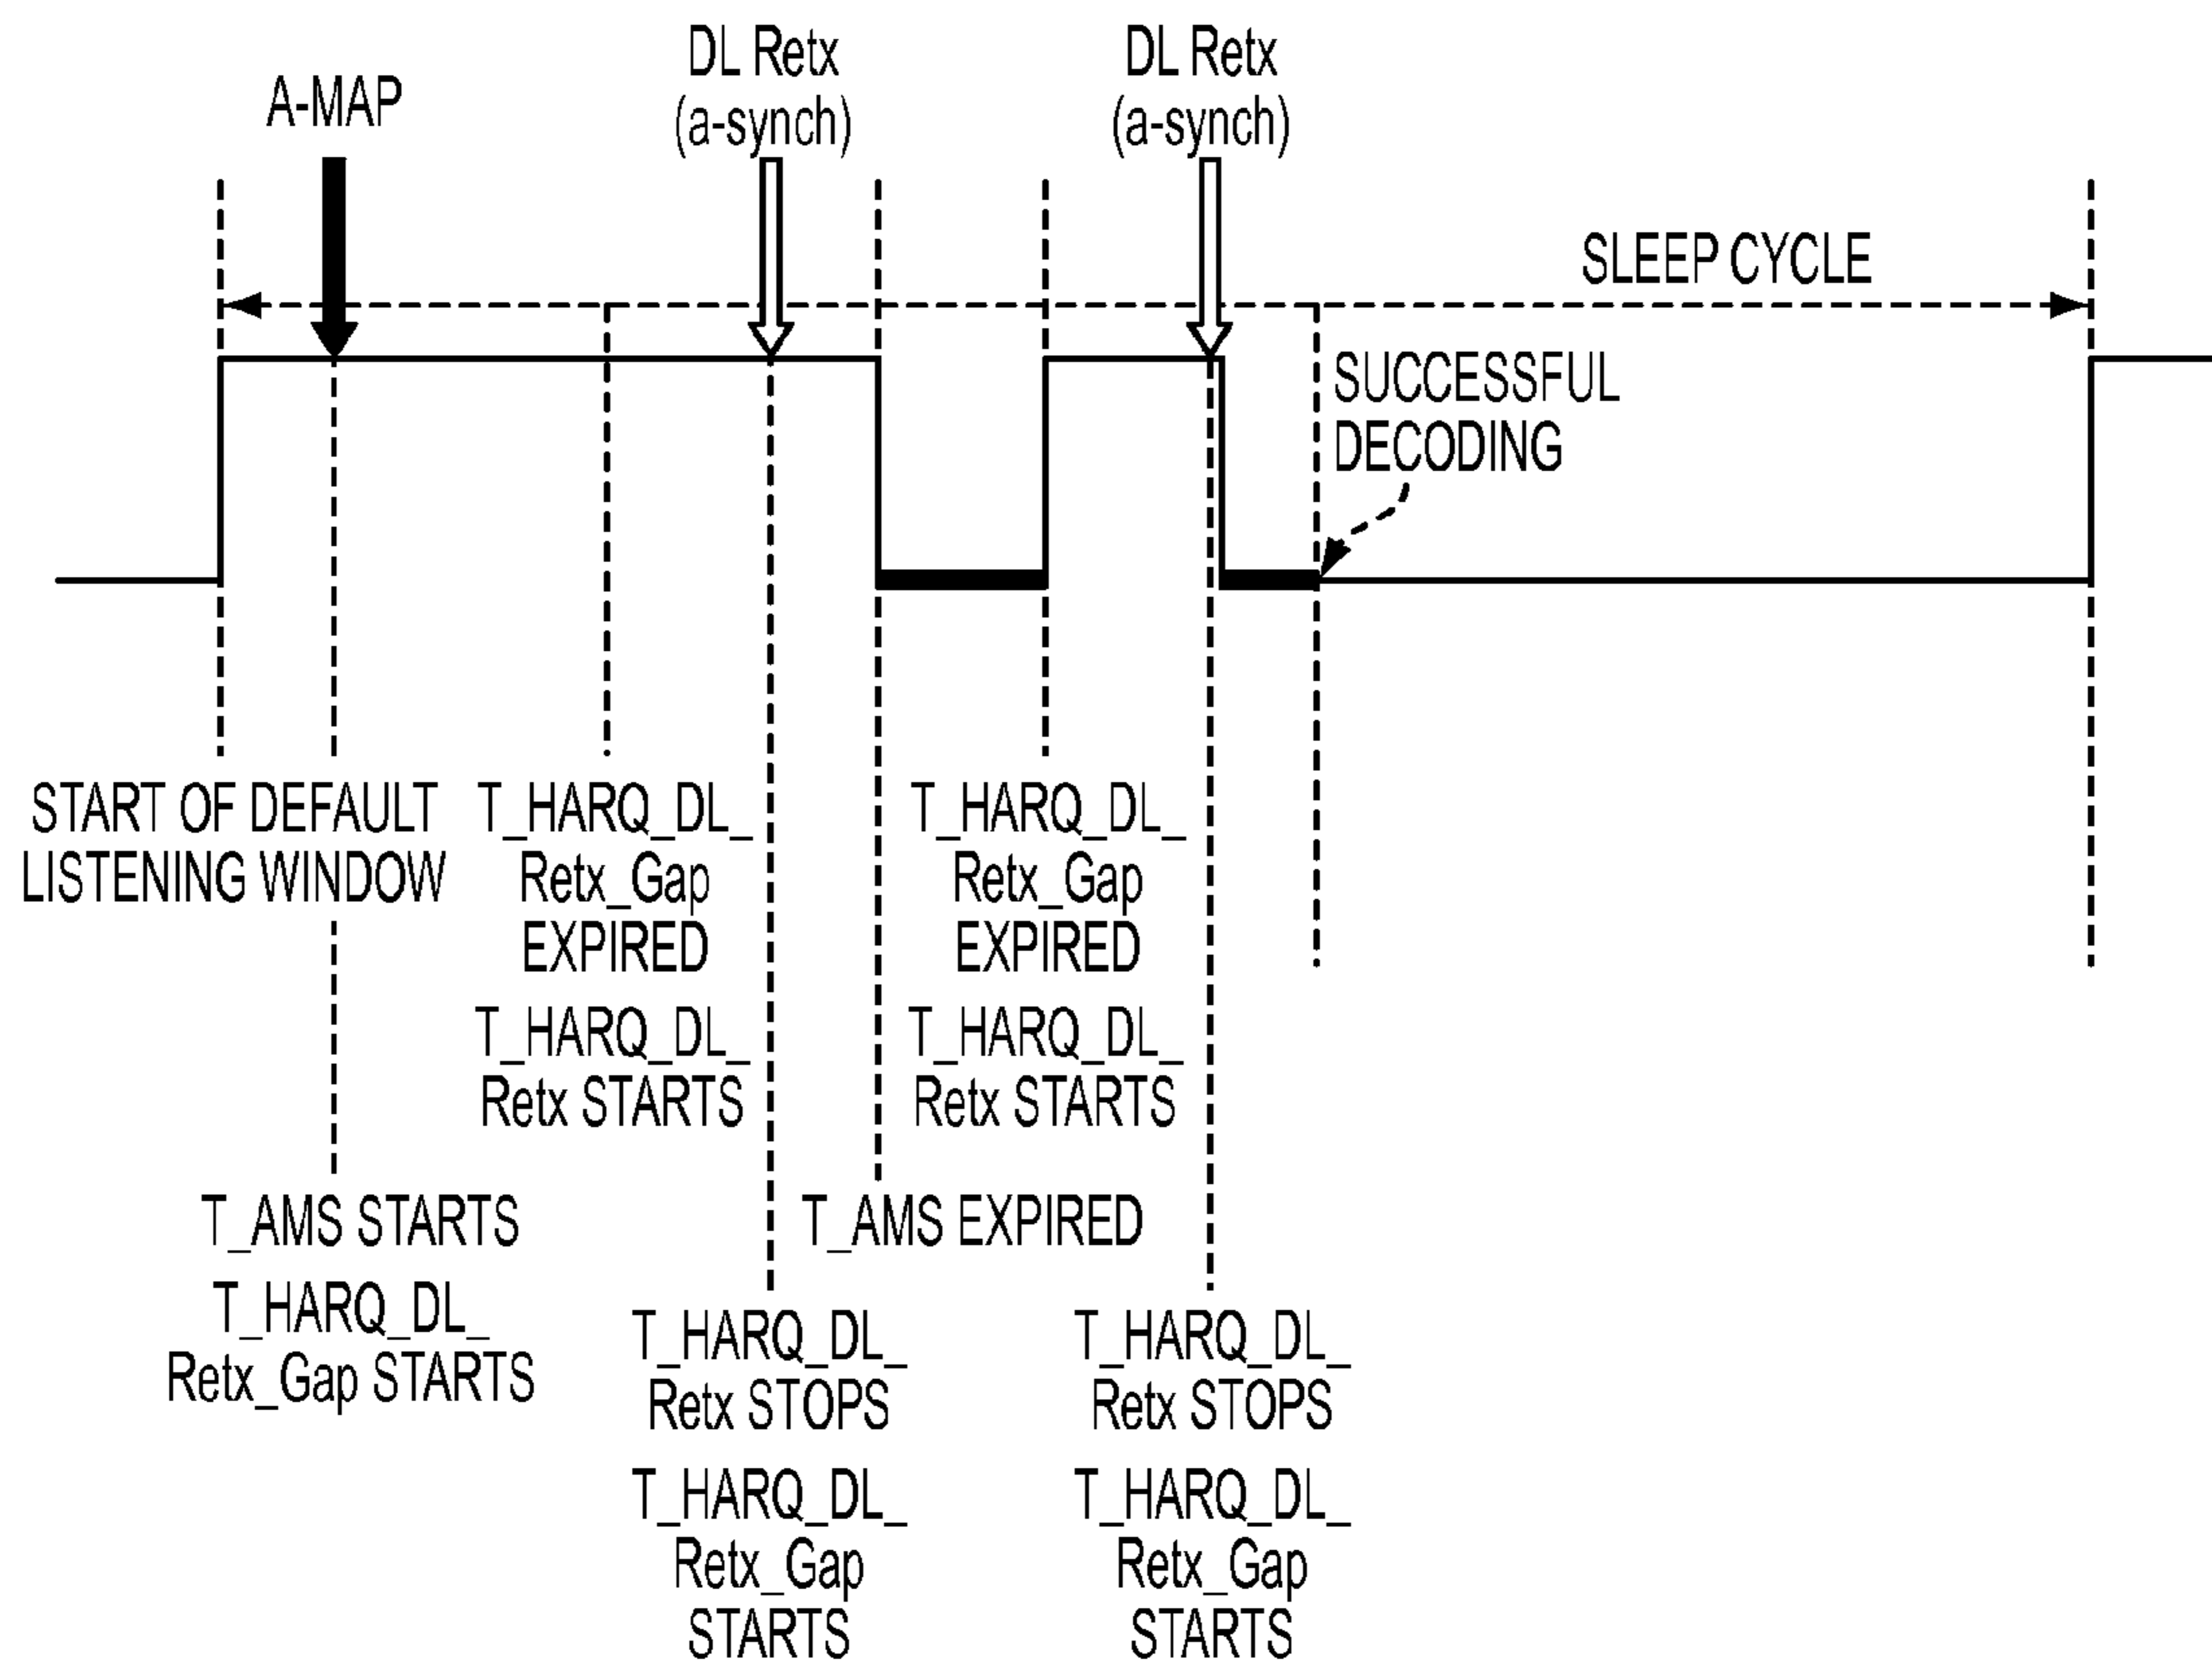 A-MAP
DL Retx
(a-synch)
DL Retx
(a-synch)
SLEEP CYCLE
SUCCESSFUL
DECODING
START OF DEFAULT
LISTENING WINDOW
T_HARQ_DL_
Retx_Gap
EXPIRED
T_HARQ_DL_
Retx STARTS
T_HARQ_DL_
Retx_Gap
EXPIRED
T_HARQ_DL_
Retx STARTS
T_AMS STARTS
T_HARQ_DL_
Retx_Gap STARTS
T_AMS EXPIRED
T_HARQ_DL_
Retx STOPS
T_HARQ_DL_
Retx_Gap
STARTS
T_HARQ_DL_
Retx STOPS
T_HARQ_DL_
Retx_Gap
STARTS